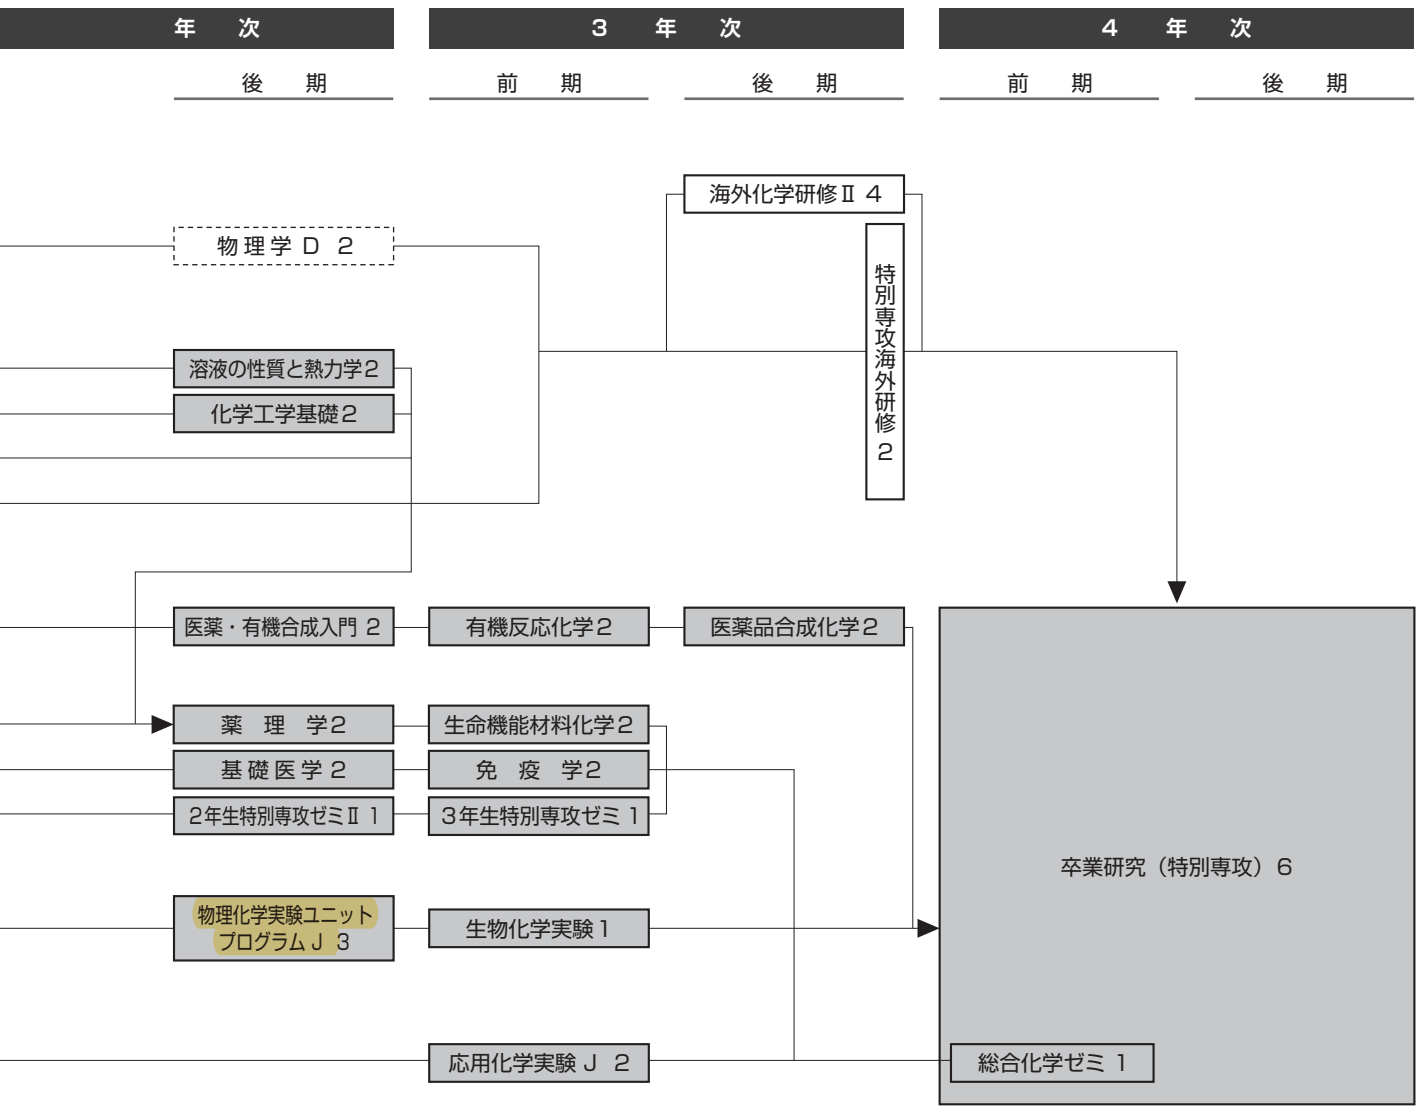 年 次
3 年 次
4 年 次
後 期
前 期
後 期
前 期
後 期
海外化学研修Ⅱ 4
物理学 D 2
特別専攻海外研修 2
溶液の性質と熱力学2
化学工学基礎2
医薬・有機合成入門 2
有機反応化学2
医薬品合成化学2
薬 理 学2
生命機能材料化学2
基礎医学 2
免 疫 学2
2年生特別専攻ゼミⅡ 1
3年生特別専攻ゼミ 1
卒業研究（特別専攻）6
物理化学実験ユニット
プログラム J 3
生物化学実験1
応用化学実験 J 2
総合化学ゼミ 1